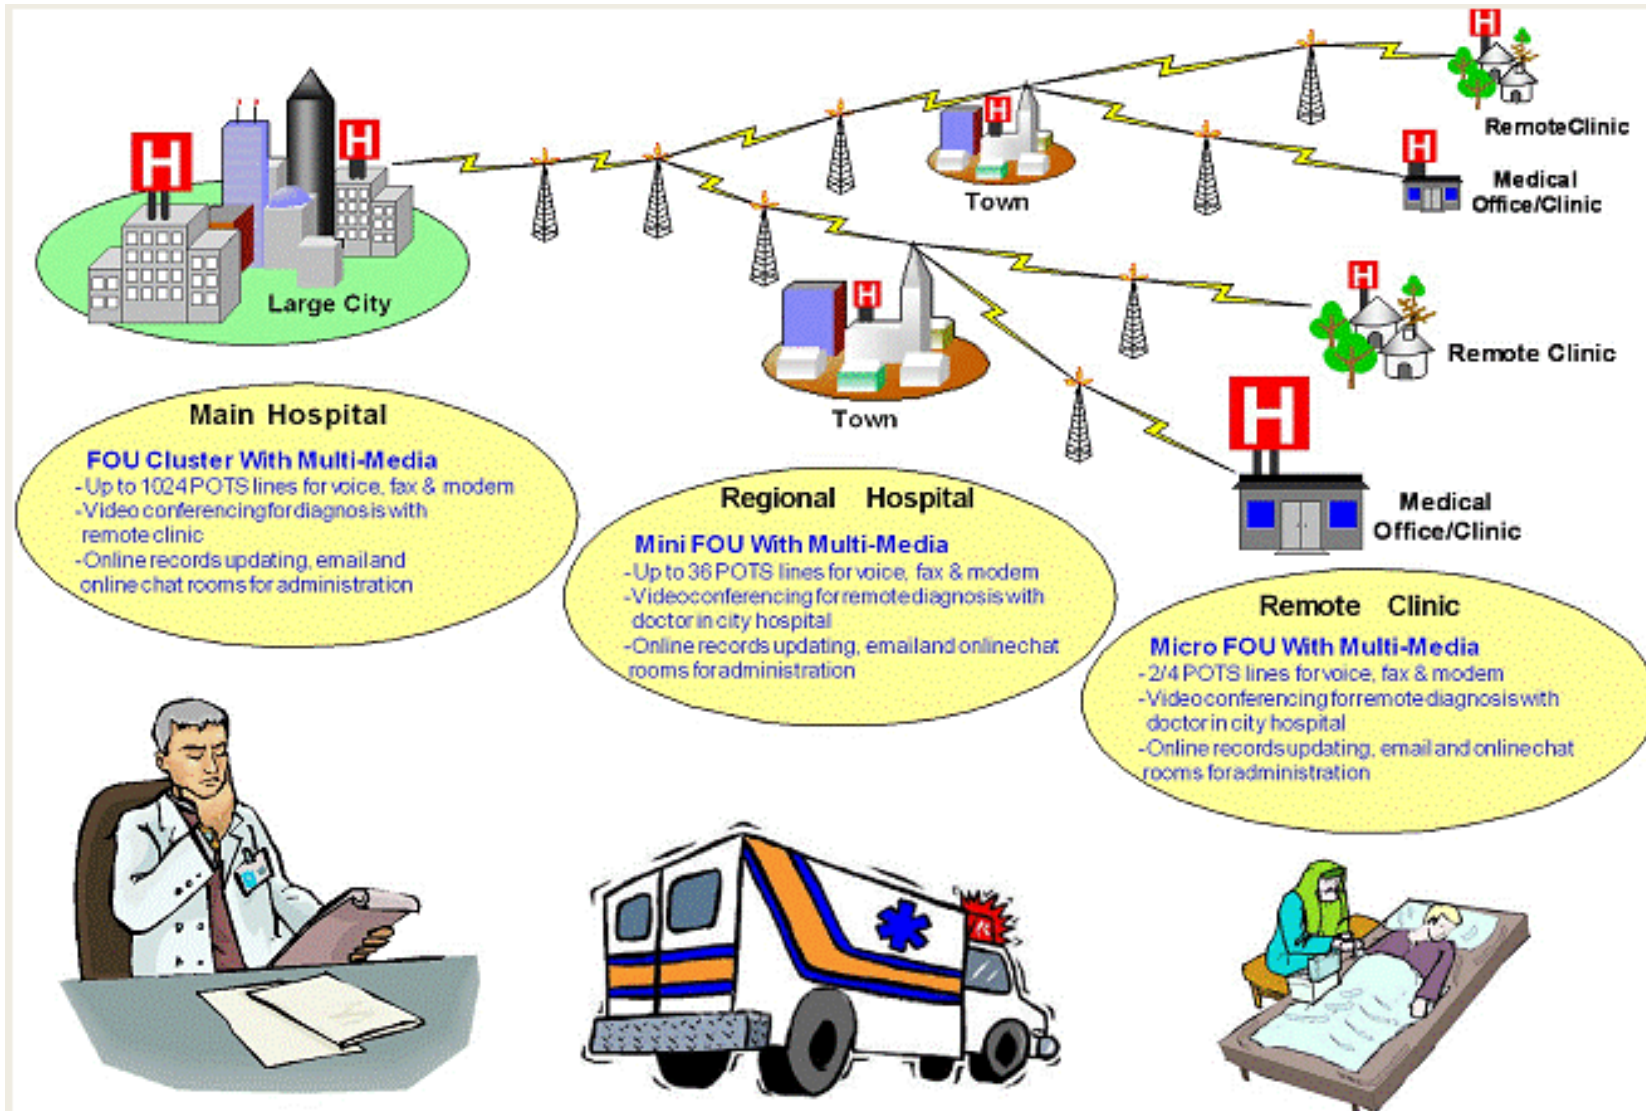 H
H
H
H
H
H
H
H
Large City
Town
Town
RemoteClinic
Medical
Office/Clinic
Remote Clinic
Medical
Office/Clinic
Main Hospital
FOU Cluster With Multi-Media
- Up to 1024 POTS lines for voice, fax & modem
- Video conferencing for diagnosis with
remote clinic
- Online records updating, email and
online chat rooms for administration
Regional Hospital
Mini FOU With Multi-Media
- Up to 36 POTS lines for voice, fax & modem
- Video conferencing for remote diagnosis with
doctor in city hospital
- Online records updating, email and online chat
rooms for administration
Remote Clinic
Micro FOU With Multi-Media
- 2/4 POTS lines for voice, fax & modem
- Video conferencing for remote diagnosis with
doctor in city hospital
- Online records updating, email and online chat
rooms for administration